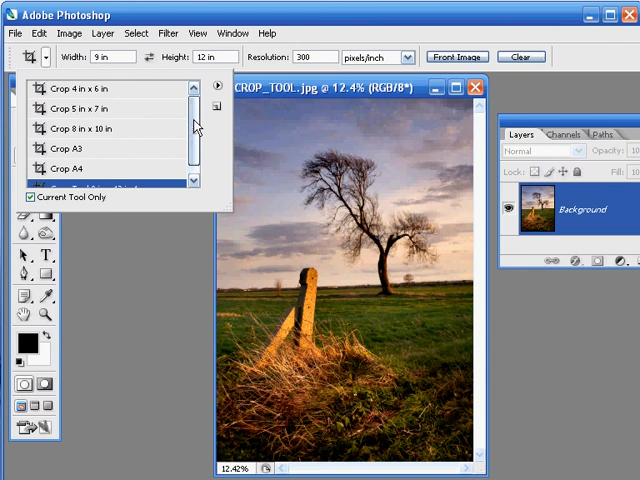 Adobe Photoshop
File Edit Image Layer Select Filter View Window Help
Width: 9 in Height: 12 in Resolution: 300 pixels/inch Front Image Clear
Crop 4 in x 6 in
Crop 5 in x 7 in
Crop 8 in x 10 in
Crop A3
Crop A4
Current Tool Only
CROP_TOOL.jpg @ 12.4% (RGB/8*)
12.42%
Layers Channels Paths
Normal Opacity: 10
Lock: Fill: 10
Background